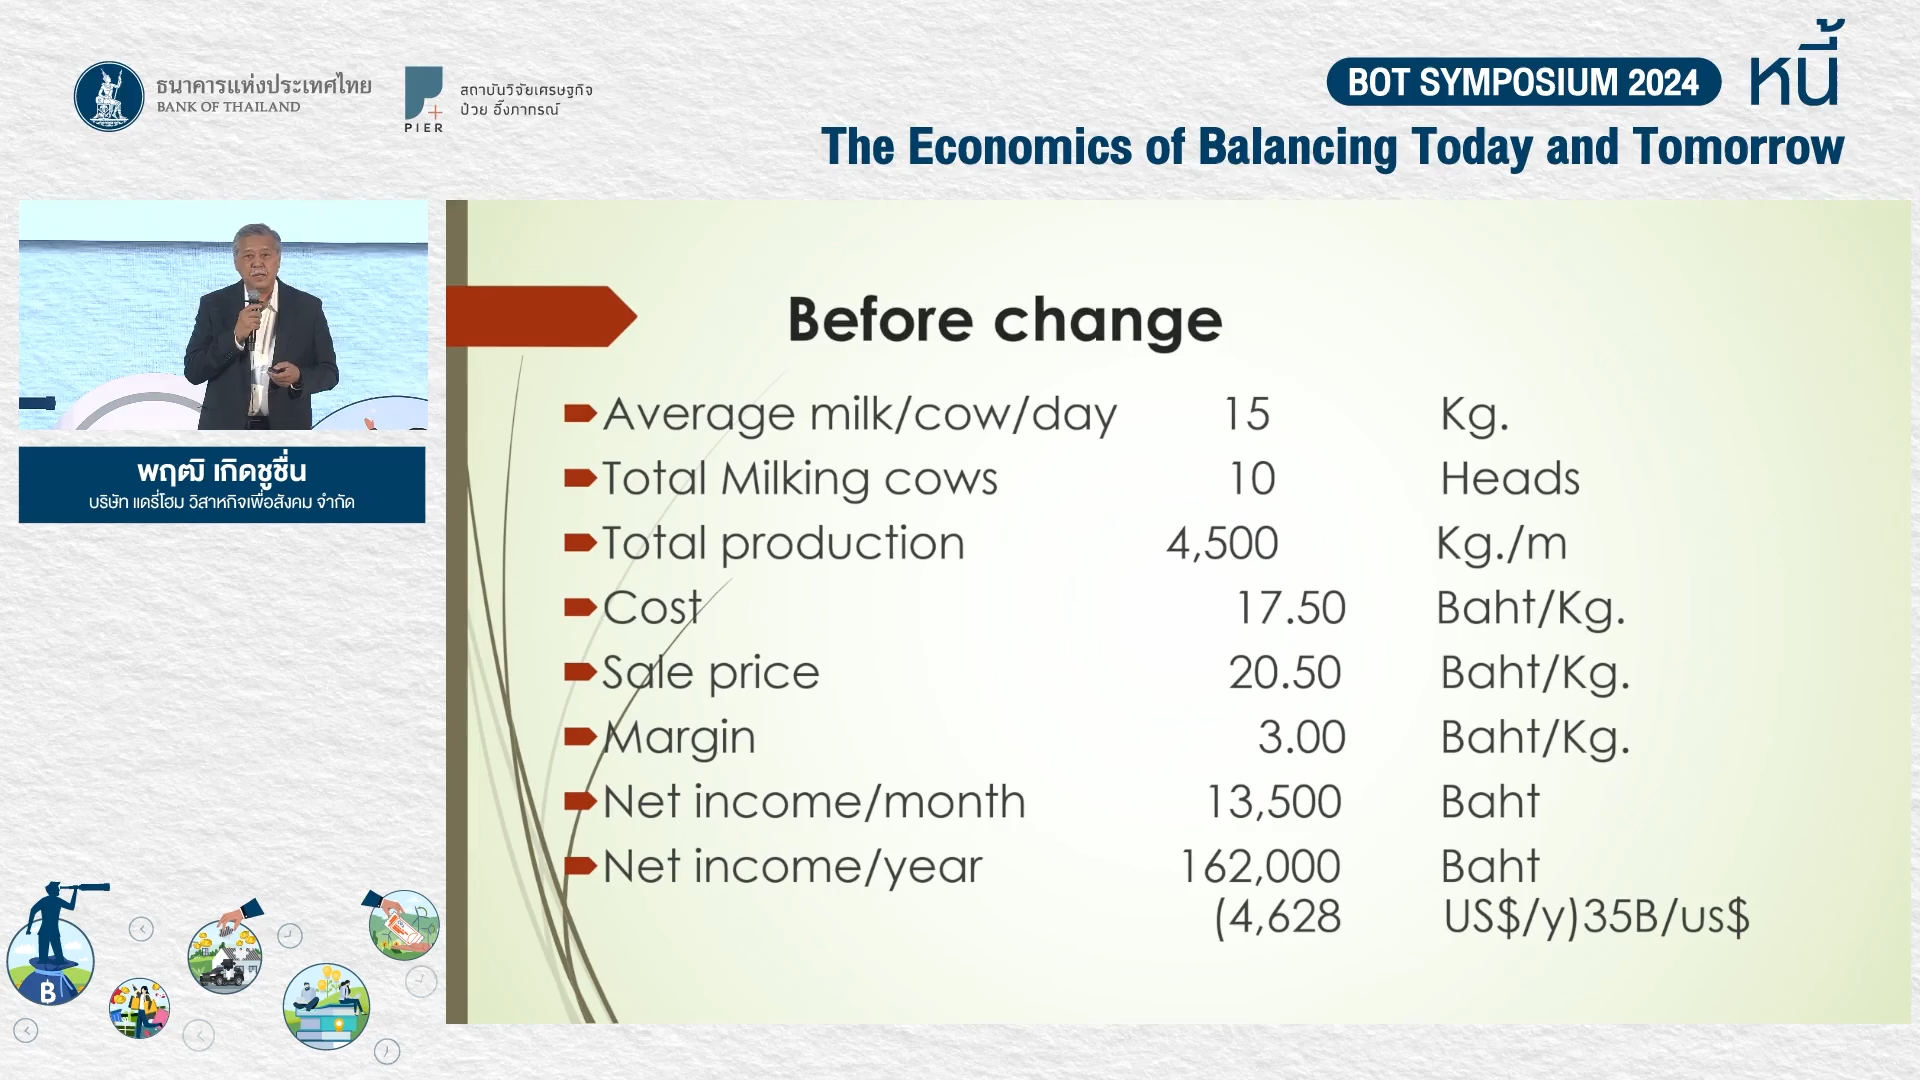 ธนาคารแห่งประเทศไทย
BANK OF THAILAND
PIER
สถาบันวิจัยเศรษฐกิจ
ป๋วย อึ๊งภากรณ์
BOT SYMPOSIUM 2024
หนี้
The Economics of Balancing Today and Tomorrow
พฤฒิ เกิดชูชื่น
บริษัท แดรี่โฮม วิสาหกิจเพื่อสังคม จำกัด
Before change
Average milk/cow/day 15 Kg.
Total Milking cows 10 Heads
Total production 4,500 Kg./m
Cost 17.50 Baht/Kg.
Sale price 20.50 Baht/Kg.
Margin 3.00 Baht/Kg.
Net income/month 13,500 Baht
Net income/year 162,000 Baht
(4,628 US$/y)35B/us$
฿